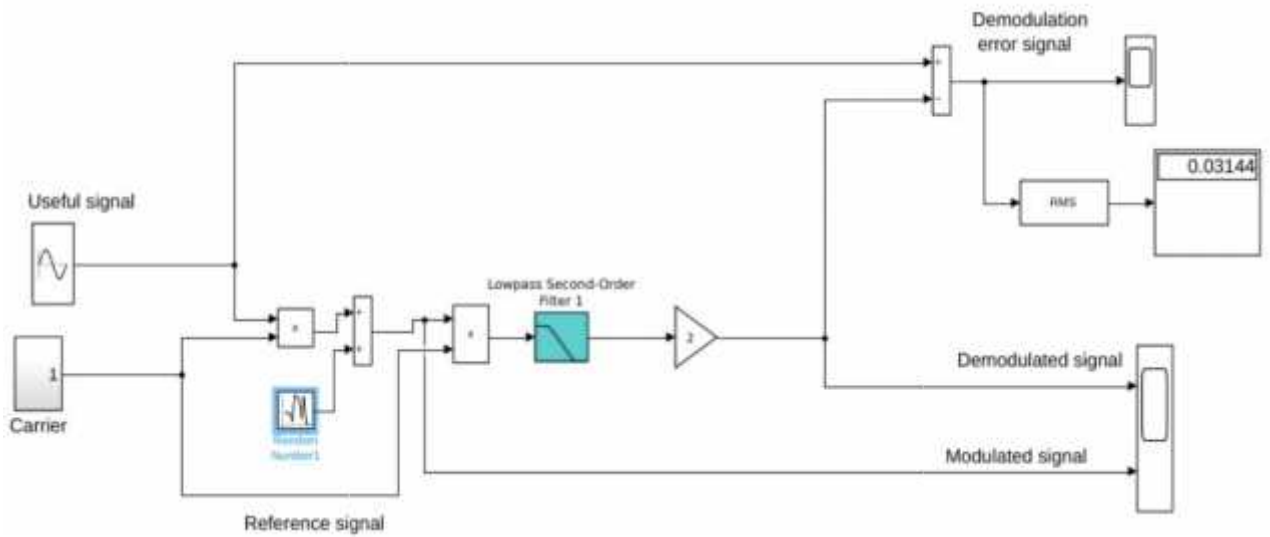 Demodulation
error signal
0.03144
Useful signal
RMS
Lowpass Second-Order
Filter 1
x
x
2
1
Carrier
Demodulated signal
Modulated signal
Number1
Reference signal